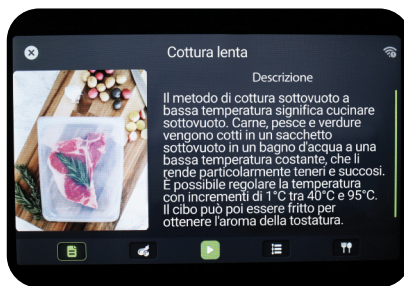 Cottura lenta
Descrizione
Il metodo di cottura sottovuoto a
bassa temperatura significa cucinare
sottovuoto. Carne, pesce e verdure
vengono cotti in un sacchetto
sottovuoto in un bagno d'acqua a una
bassa temperatura costante, che li
rende particolarmente teneri e succosi.
È possibile regolare la temperatura
con incrementi di 1°C tra 40°C e 95°C.
Il cibo può poi essere fritto per
ottenere l'aroma della tostatura.